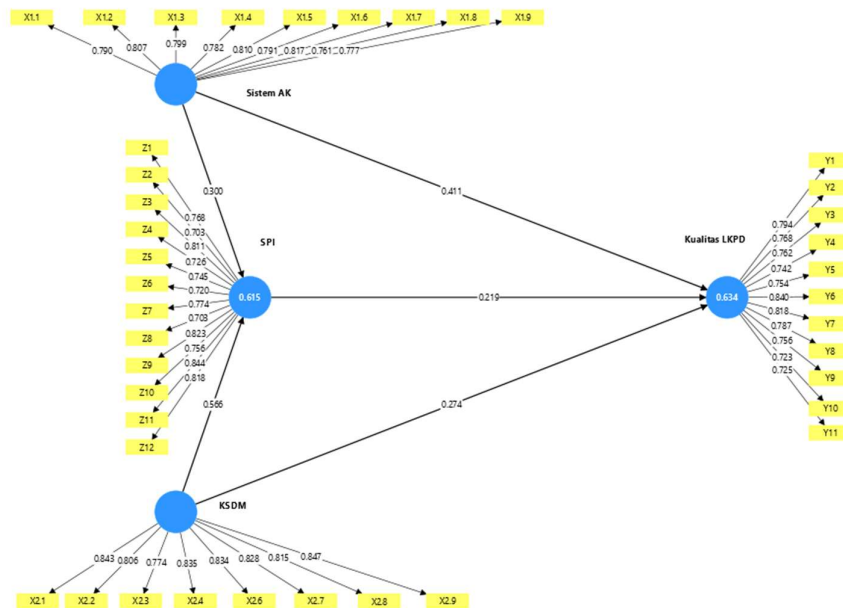 X1.1 X1.2 X1.3 X1.4 X1.5 X1.6 X1.7 X1.8 X1.9
0.790 0.807 0.799 0.782 0.810 0.791 0.817 0.761 0.777
Sistem AK
Z1
Z2
Z3
Z4
Z5
Z6
Z7
Z8
Z9
Z10
Z11
Z12
0.768
0.703
0.811
0.726
0.745
0.720
0.774
0.703
0.823
0.756
0.844
0.818
0.300
0.411
SPI
0.615
0.219
0.566
0.274
Kualitas LKPD
0.634
0.794
0.768
0.762
0.742
0.754
0.840
0.818
0.787
0.756
0.723
0.725
Y1
Y2
Y3
Y4
Y5
Y6
Y7
Y8
Y9
Y10
Y11
KSDM
0.843 0.806 0.774 0.835 0.834 0.828 0.815 0.847
X2.1 X2.2 X2.3 X2.4 X2.6 X2.7 X2.8 X2.9